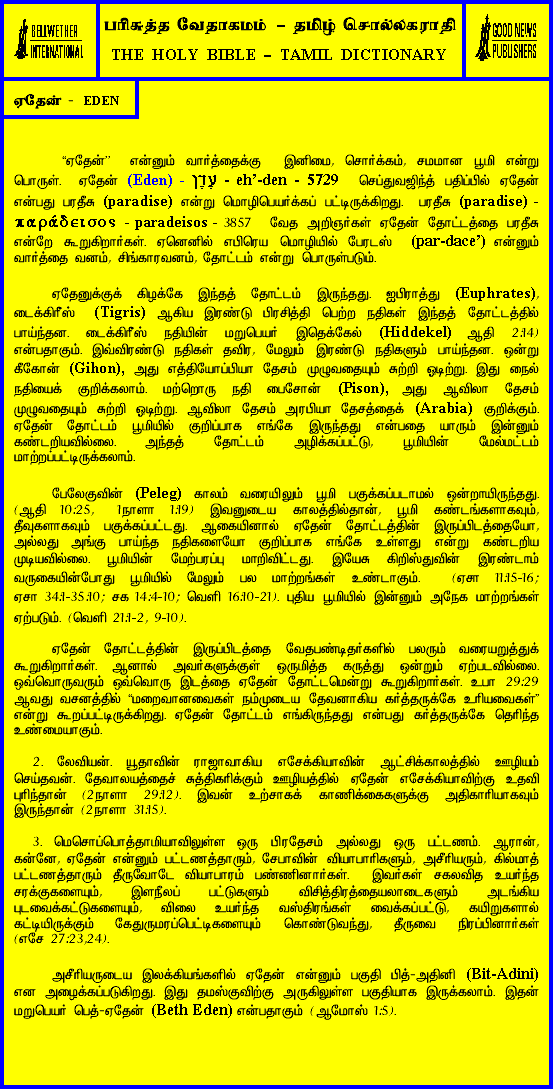 BELLWETHER
INTERNATIONAL
பரிசுத்த வேதாகமம் - தமிழ் சொல்லகராதி
THE HOLY BIBLE - TAMIL DICTIONARY
GOOD NEWS
PUBLISHERS
ஏதேன் - EDEN
“ஏதேன்” என்னும் வார்த்தைக்கு இனிமை, சொர்க்கம், சமமான பூமி என்று
பொருள். ஏதேன் (Eden) - עֵדֶן - eh’-den - 5729 செப்துவஜிந்த் பதிப்பில் ஏதேன்
என்பது பரதீசு (paradise) என்று மொழிபெயர்க்கப் பட்டிருக்கிறது. பரதீசு (paradise) -
παράδεισος - paradeisos - 3857 வேத அறிஞர்கள் ஏதேன் தோட்டத்தை பரதீசு
என்றே கூறுகிறார்கள். ஏனெனில் எபிரெய மொழியில் பேரடஸ் (par-dace’) என்னும்
வார்த்தை வனம், சிங்காரவனம், தோட்டம் என்று பொருள்படும்.
ஏதேனுக்குக் கிழக்கே இந்தத் தோட்டம் இருந்தது. ஐபிராத்து (Euphrates),
டைக்கிரீஸ் (Tigris) ஆகிய இரண்டு பிரசித்தி பெற்ற நதிகள் இந்தத் தோட்டத்தில்
பாய்ந்தன. டைக்கிரீஸ் நதியின் மறுபெயர் இதெக்கேல் (Hiddekel) ஆதி 2:14)
என்பதாகும். இவ்விரண்டு நதிகள் தவிர, மேலும் இரண்டு நதிகளும் பாய்ந்தன. ஒன்று
கீகோன் (Gihon), அது எத்தியோப்பியா தேசம் முழுவதையும் சுற்றி ஓடிற்று. இது நைல்
நதியைக் குறிக்கலாம். மற்றொரு நதி பைசோன் (Pison), அது ஆவிலா தேசம்
முழுவதையும் சுற்றி ஓடிற்று. ஆவிலா தேசம் அரபியா தேசத்தைக் (Arabia) குறிக்கும்.
ஏதேன் தோட்டம் பூமியில் குறிப்பாக எங்கே இருந்தது என்பதை யாரும் இன்னும்
கண்டறியவில்லை. அந்தத் தோட்டம் அழிக்கப்பட்டு, பூமியின் மேல்மட்டம்
மாற்றப்பட்டிருக்கலாம்.
பேலேகுவின் (Peleg) காலம் வரையிலும் பூமி பகுக்கப்படாமல் ஒன்றாயிருந்தது.
(ஆதி 10:25, 1நாளா 1:19) இவனுடைய காலத்தில்தான், பூமி கண்டங்களாகவும்,
தீவுகளாகவும் பகுக்கப்பட்டது. ஆகையினால் ஏதேன் தோட்டத்தின் இருப்பிடத்தையோ,
அல்லது அங்கு பாய்ந்த நதிகளையோ குறிப்பாக எங்கே உள்ளது என்று கண்டறிய
முடியவில்லை. பூமியின் மேற்பரப்பு மாறிவிட்டது. இயேசு கிறிஸ்துவின் இரண்டாம்
வருகையின்போது பூமியில் மேலும் பல மாற்றங்கள் உண்டாகும். (ஏசா 11:15-16;
ஏசா 34:1-35:10; சக 14:4-10; வெளி 16:10-21). புதிய பூமியில் இன்னும் அநேக மாற்றங்கள்
ஏற்படும். (வெளி 21:1-2, 9-10).
ஏதேன் தோட்டத்தின் இருப்பிடத்தை வேதபண்டிதர்களில் பலரும் வரையறுத்துக்
கூறுகிறார்கள். ஆனால் அவர்களுக்குள் ஒருமித்த கருத்து ஒன்றும் ஏற்படவில்லை.
ஒவ்வொருவரும் ஒவ்வொரு இடத்தை ஏதேன் தோட்டமென்று கூறுகிறார்கள். உபா 29:29
ஆவது வசனத்தில் “மறைவானவைகள் நம்முடைய தேவனாகிய கர்த்தருக்கே உரியவைகள்”
என்று கூறப்பட்டிருக்கிறது. ஏதேன் தோட்டம் எங்கிருந்தது என்பது கர்த்தருக்கே தெரிந்த
உண்மையாகும்.
2. லேவியன். யூதாவின் ராஜாவாகிய எசேக்கியாவின் ஆட்சிக்காலத்தில் ஊழியம்
செய்தவன். தேவாலயத்தைச் சுத்திகரிக்கும் ஊழியத்தில் ஏதேன் எசேக்கியாவிற்கு உதவி
புரிந்தான் (2நாளா 29:12). இவன் உற்சாகக் காணிக்கைகளுக்கு அதிகாரியாகவும்
இருந்தான் (2நாளா 31:15).
3. மெசொப்பொத்தாமியாவிலுள்ள ஒரு பிரதேசம் அல்லது ஒரு பட்டணம். ஆரான்,
கன்னே, ஏதேன் என்னும் பட்டணத்தாரும், சேபாவின் வியாபாரிகளும், அசீரியரும், கில்மாத்
பட்டணத்தாரும் தீருவோடே வியாபாரம் பண்ணினார்கள். இவர்கள் சகலவித உயர்ந்த
சரக்குகளையும், இளநீலப் பட்டுகளும் விசித்திரத்தையலாடைகளும் அடங்கிய
புடவைக்கட்டுகளையும், விலை உயர்ந்த வஸ்திரங்கள் வைக்கப்பட்டு, கயிறுகளால்
கட்டியிருக்கும் கேதுருமரப்பெட்டிகளையும் கொண்டுவந்து, தீருவை நிரப்பினார்கள்
(எசே 27:23,24).
அசீரியருடைய இலக்கியங்களில் ஏதேன் என்னும் பகுதி பித்-அதினி (Bit-Adini)
என அழைக்கப்படுகிறது. இது தமஸ்குவிற்கு அருகிலுள்ள பகுதியாக இருக்கலாம். இதன்
மறுபெயர் பெத்-ஏதேன் (Beth Eden) என்பதாகும் (ஆமோஸ் 1:5).